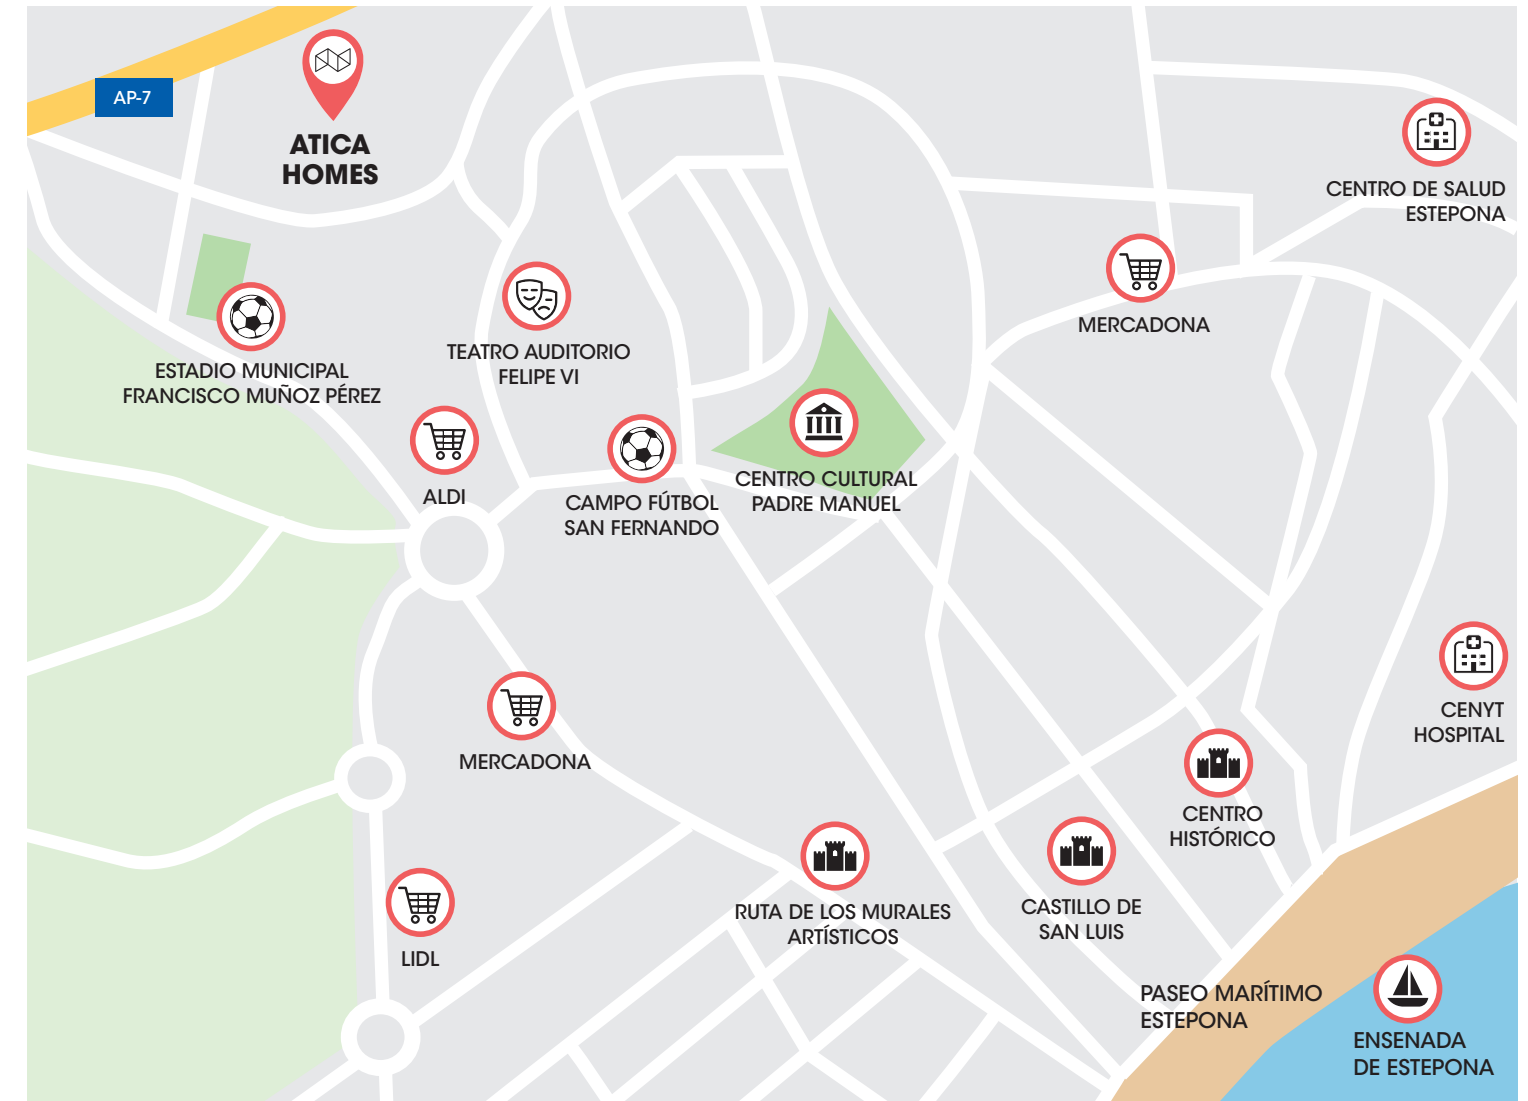 AP-7
ATICA
HOMES
CENTRO DE SALUD
ESTEPONA
MERCADONA
TEATRO AUDITORIO
FELIPE VI
ESTADIO MUNICIPAL
FRANCISCO MUÑOZ PÉREZ
ALDI
CAMPO FÚTBOL
SAN FERNANDO
CENTRO CULTURAL
PADRE MANUEL
CENYT
HOSPITAL
MERCADONA
CENTRO
HISTÓRICO
RUTA DE LOS MURALES
ARTÍSTICOS
CASTILLO DE
SAN LUIS
LIDL
PASEO MARÍTIMO
ESTEPONA
ENSENADA
DE ESTEPONA